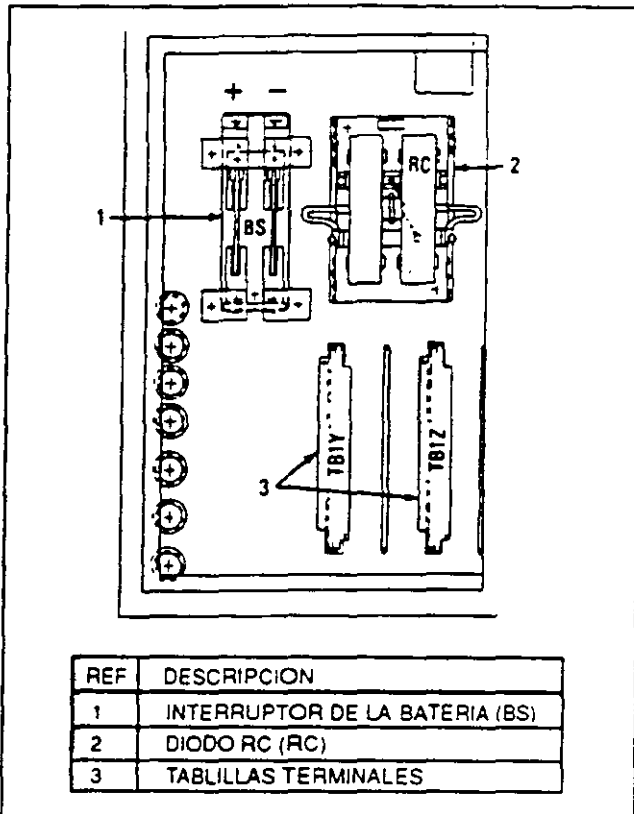 + −
RC
2
1
BS
TB1Y
TB1Z
3
REF DESCRIPCION
1 INTERRUPTOR DE LA BATERIA (BS)
2 DIODO RC (RC)
3 TABLILLAS TERMINALES